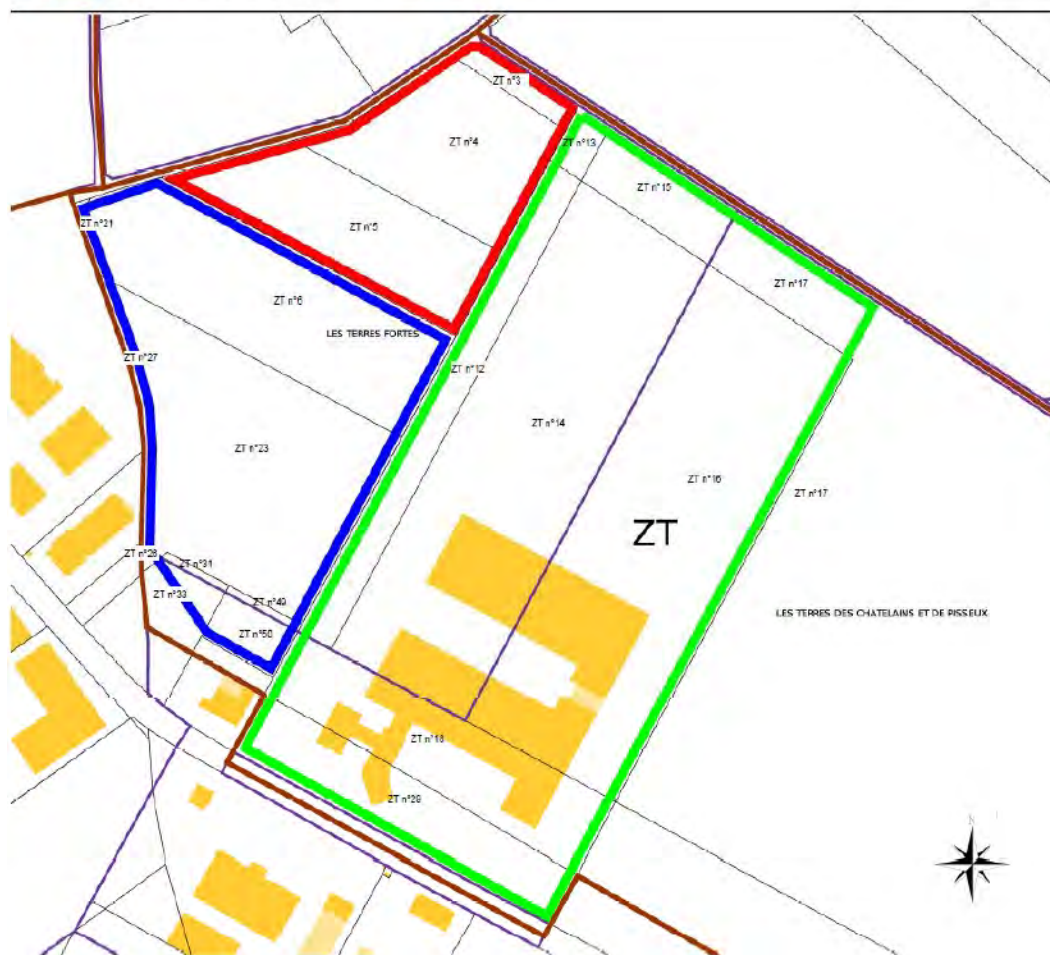 ZT n°3
ZT n°4
ZT n°13
ZT n°15
ZT n°21
ZT n°5
ZT n°6
ZT n°17
LES TERRES FORTES
ZT n°27
ZT n°12
ZT n°14
ZT n°23
ZT n°16
ZT n°17
ZT
ZT n°28
ZT n°31
ZT n°33
ZT n°49
ZT n°50
LES TERRES DES CHATELAINS ET DE PISSEUX
ZT n°18
ZT n°29
N